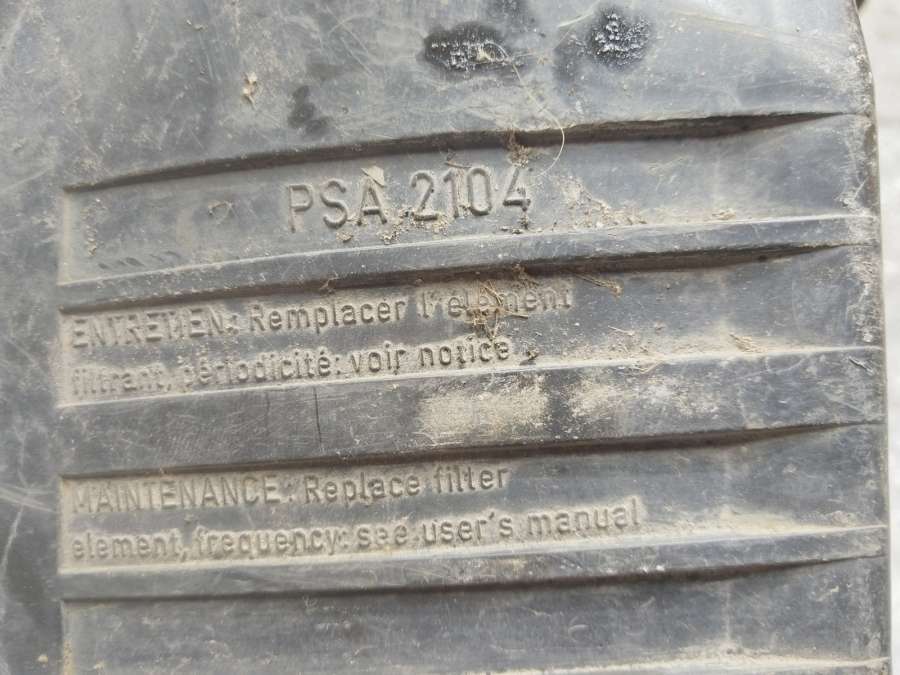 PSA 2104
ENTRETIEN: Remplacer l'élément
filtrant, périodicité: voir notice
MAINTENANCE: Replace filter
element, frequency: see user's manual